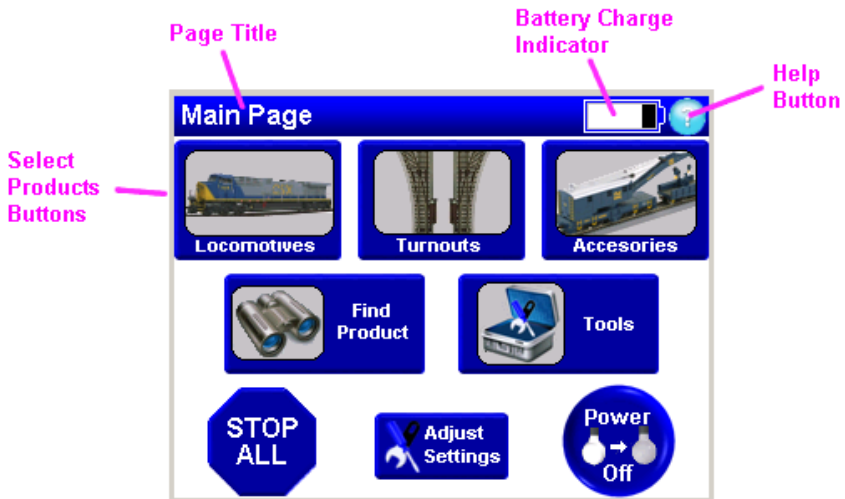 Page Title
Battery Charge
Indicator
Help
Button
Main Page
?
Select
Products
Buttons
Locomotives
Turnouts
Accesories
Find
Product
Tools
STOP
ALL
Adjust
Settings
Power
Off